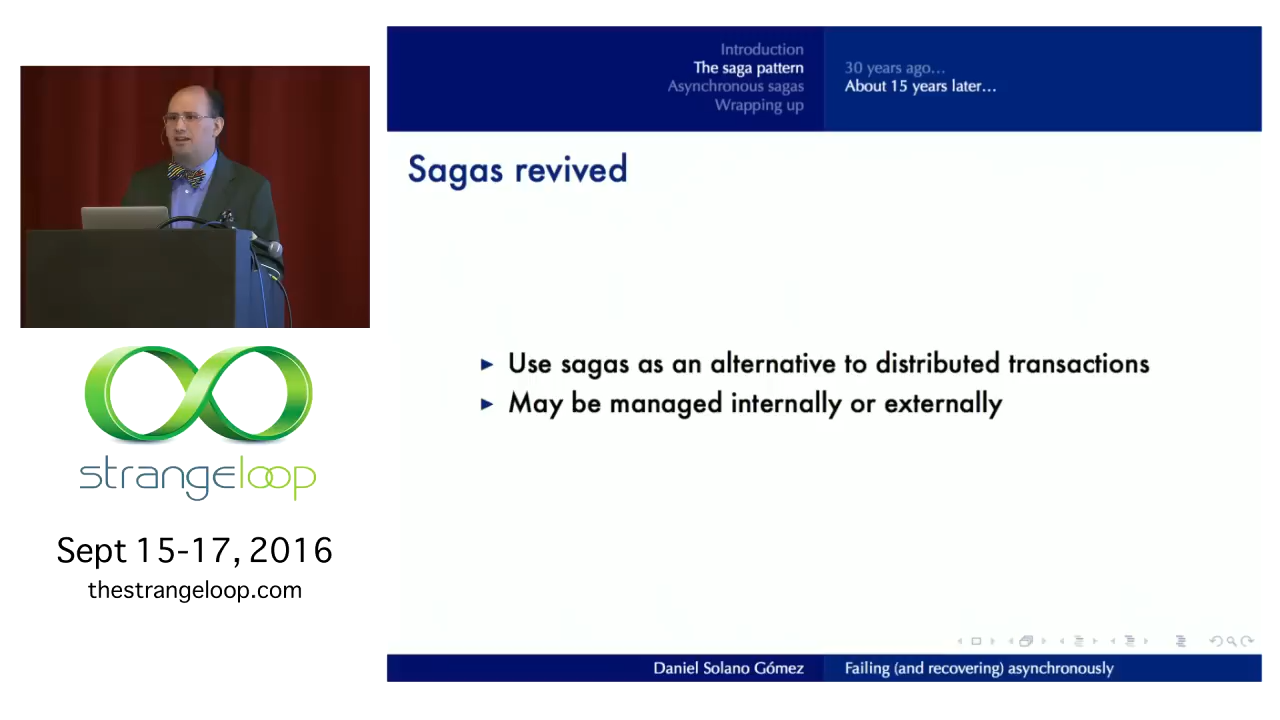 strangeloop
Sept 15-17, 2016
thestrangeloop.com
Introduction
The saga pattern
Asynchronous sagas
Wrapping up
30 years ago...
About 15 years later...
Sagas revived
Use sagas as an alternative to distributed transactions
May be managed internally or externally
Daniel Solano Gómez
Failing (and recovering) asynchronously